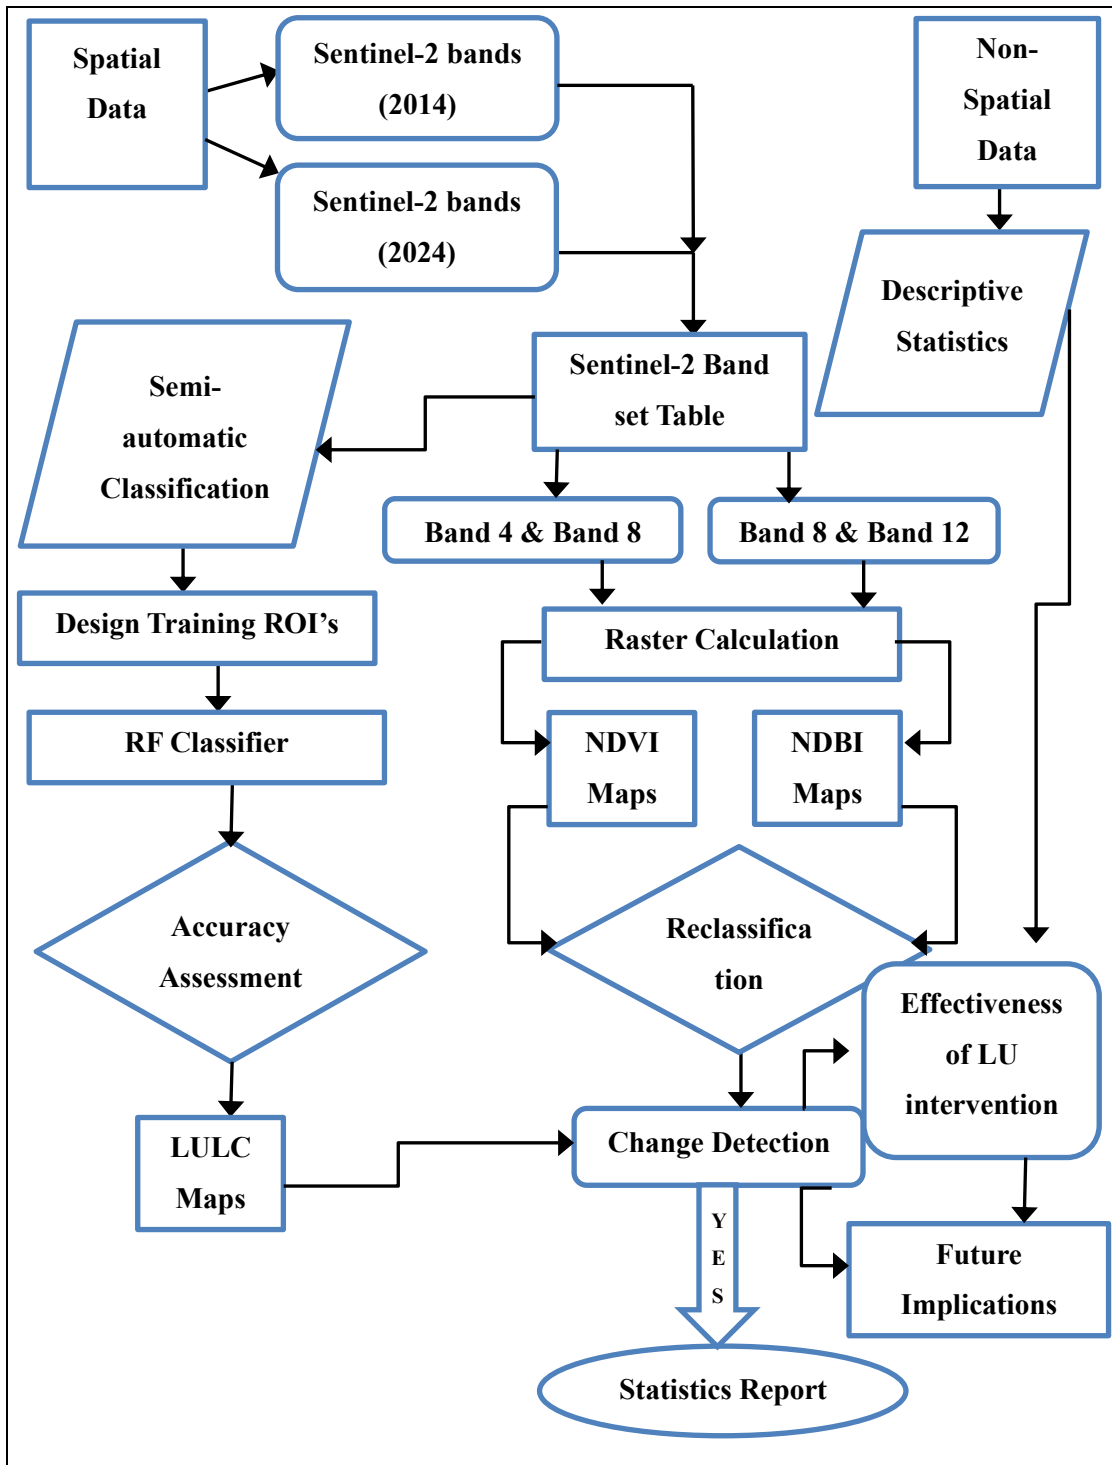 Spatial
Data
Sentinel-2 bands
(2014)
Non-
Spatial
Data
Sentinel-2 bands
(2024)
Descriptive
Statistics
Semi-
automatic
Classification
Sentinel-2 Band
set Table
Band 4 & Band 8
Band 8 & Band 12
Design Training ROI's
Raster Calculation
RF Classifier
NDVI
Maps
NDBI
Maps
Accuracy
Assessment
Reclassifica
tion
Effectiveness
of LU
intervention
LULC
Maps
Change Detection
Y
E
S
Future
Implications
Statistics Report